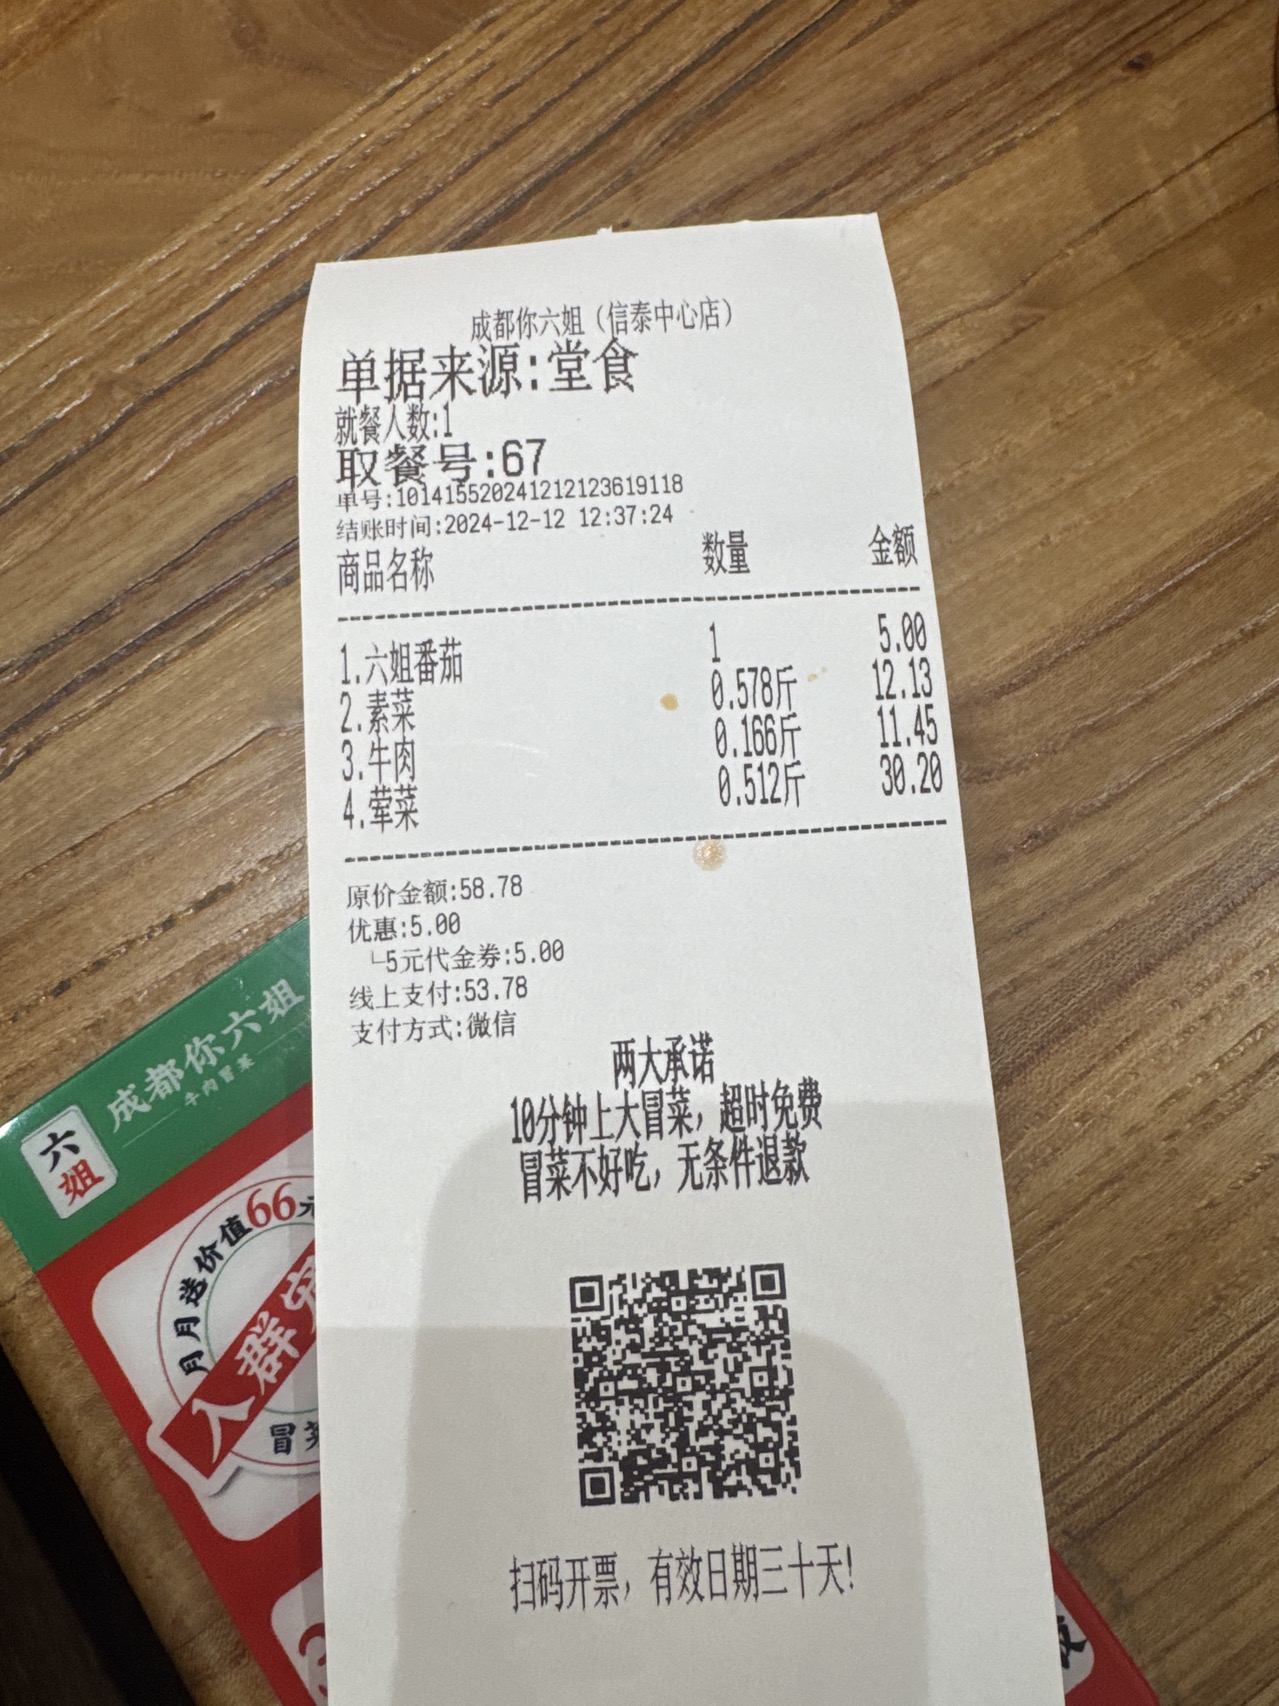 成都你六姐（信泰中心店）
单据来源:堂食
就餐人数:1
取餐号:67
单号:101415520241212123619118
结账时间:2024-12-12 12:37:24
商品名称 数量 金额
1.六姐番茄 1 5.00
2.素菜 0.578斤 12.13
3.牛肉 0.166斤 11.45
4.荤菜 0.512斤 30.20
原价金额:58.78
优惠:5.00
└5元代金券:5.00
线上支付:53.78
支付方式:微信
两大承诺
10分钟上大冒菜，超时免费
冒菜不好吃，无条件退款
扫码开票，有效日期三十天!
六姐
成都你六姐
牛肉冒菜
月月送价值66
入群
冒菜